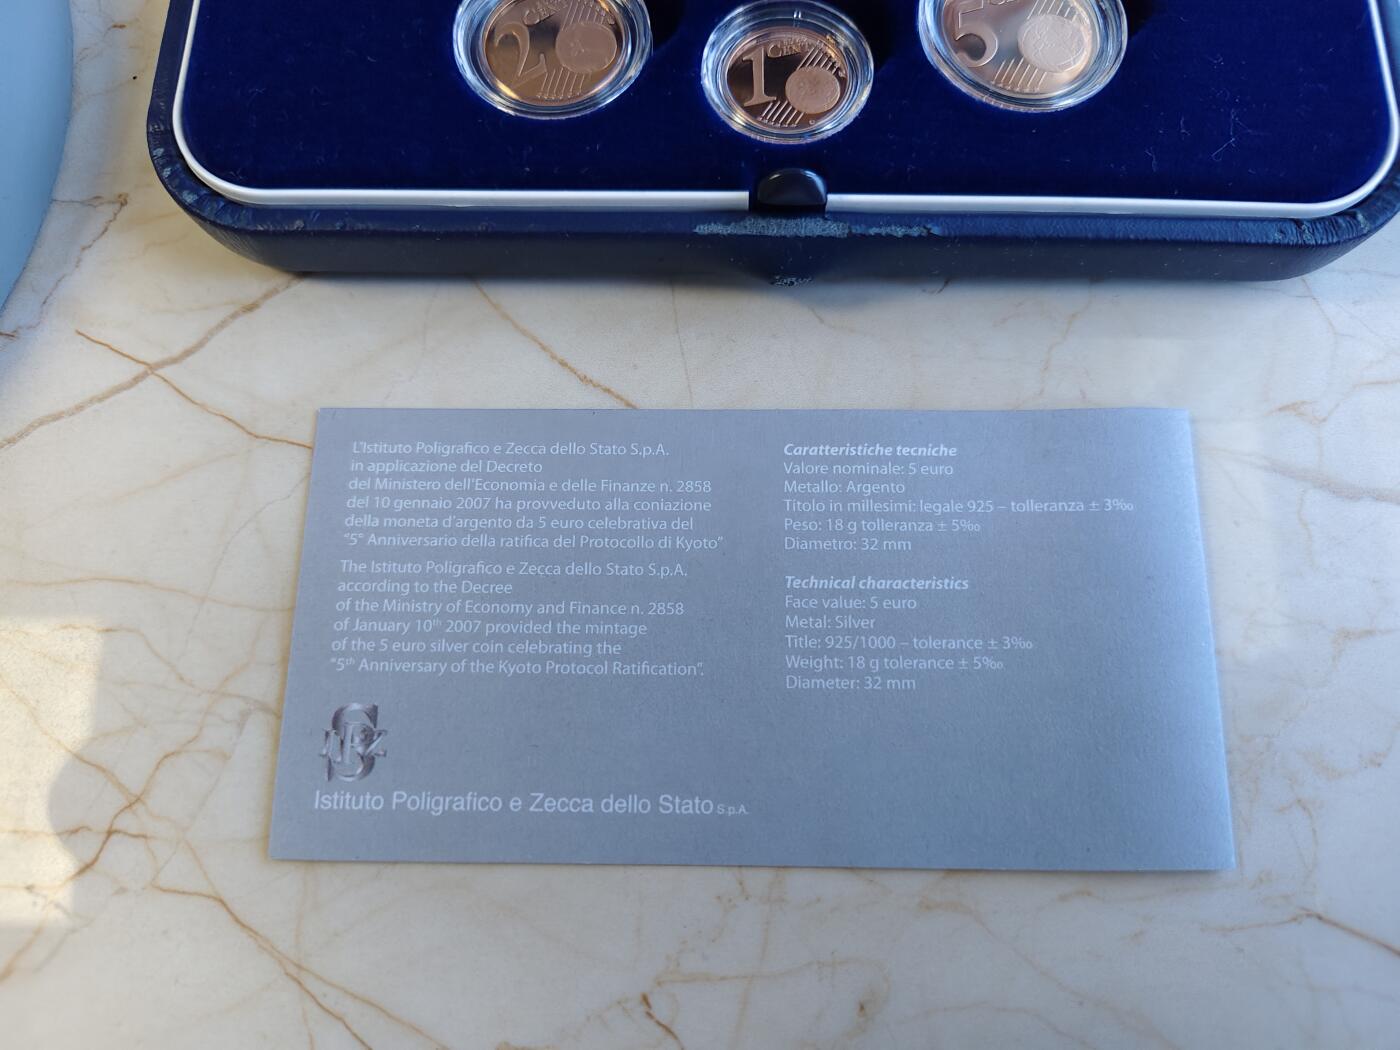 2 CENT
1 CENT
5 CENT
L'Istituto Poligrafico e Zecca dello Stato S.p.A.
in applicazione del Decreto
del Ministero dell'Economia e delle Finanze n. 2858
del 10 gennaio 2007 ha provveduto alla coniazione
della moneta d'argento da 5 euro celebrativa del
"5° Anniversario della ratifica del Protocollo di Kyoto"
The Istituto Poligrafico e Zecca dello Stato S.p.A.
according to the Decree
of the Ministry of Economy and Finance n. 2858
of January 10th 2007 provided the mintage
of the 5 euro silver coin celebrating the
"5th Anniversary of the Kyoto Protocol Ratification".
Istituto Poligrafico e Zecca dello Stato S.p.A.
Caratteristiche tecniche
Valore nominale: 5 euro
Metallo: Argento
Titolo in millesimi: legale 925 – tolleranza ± 3‰
Peso: 18 g tolleranza ± 5‰
Diametro: 32 mm
Technical characteristics
Face value: 5 euro
Metal: Silver
Title: 925/1000 – tolerance ± 3‰
Weight: 18 g tolerance ± 5‰
Diameter: 32 mm